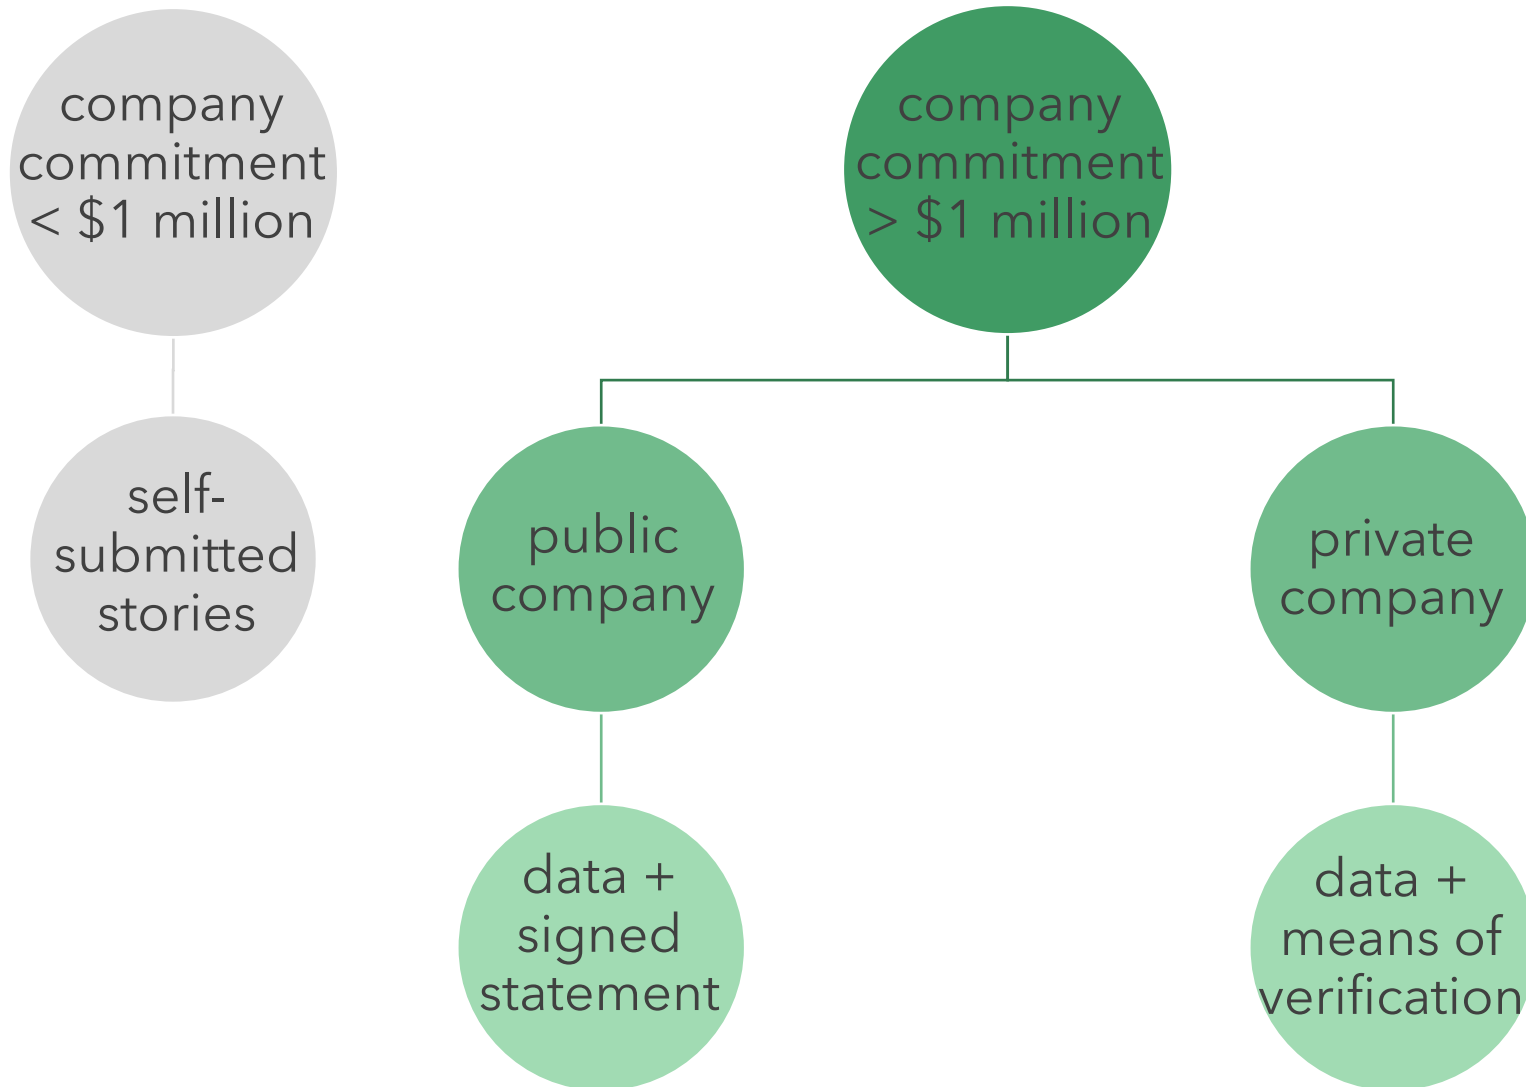 company
commitment
< $1 million
company
commitment
> $1 million
self-
submitted
stories
public
company
private
company
data +
signed
statement
data +
means of
verification